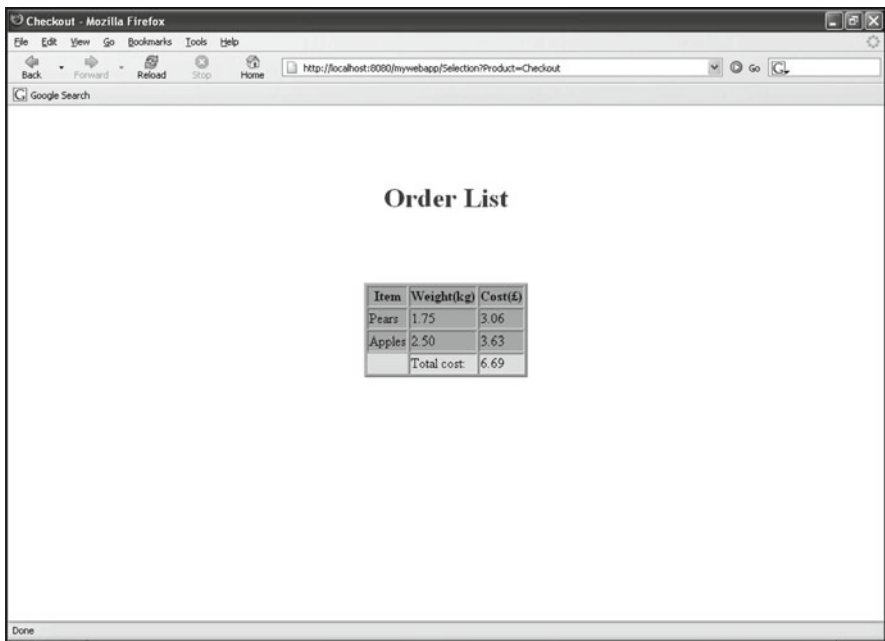 Checkout - Mozilla Firefox
File Edit View Go Bookmarks Tools Help
Back Forward Reload Stop Home http://localhost:8080/mywebapp/Selection?Product=Checkout Go G
G Google Search
Order List
Item Weight(kg) Cost(£)
Pears 1.75 3.06
Apples 2.50 3.63
Total cost: 6.69
Done